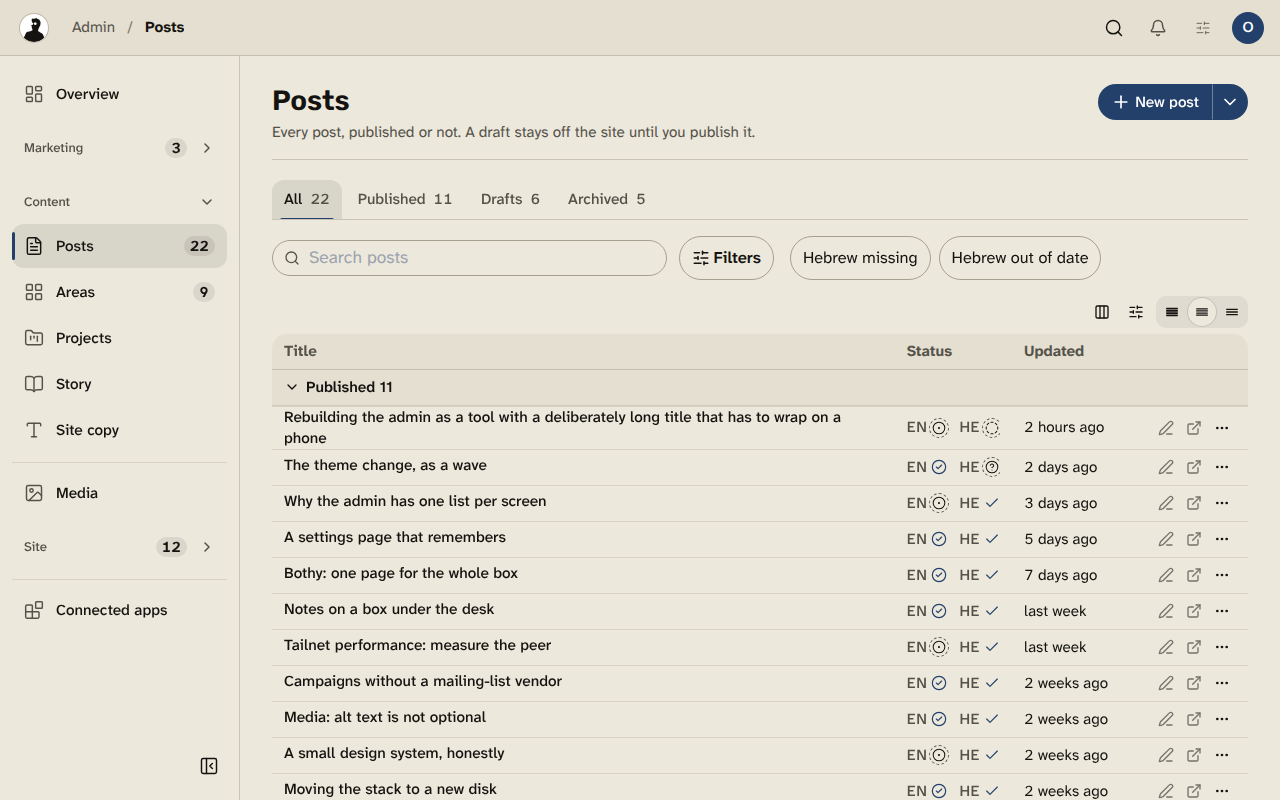 Admin / Posts
O
Overview
Marketing 3
Content
Posts 22
Areas 9
Projects
Story
Site copy
Media
Site 12
Connected apps
Posts
Every post, published or not. A draft stays off the site until you publish it.
New post
All 22 Published 11 Drafts 6 Archived 5
Search posts
Filters
Hebrew missing
Hebrew out of date
Title Status Updated
Published 11
Rebuilding the admin as a tool with a deliberately long title that has to wrap on a
phone
EN HE 2 hours ago
The theme change, as a wave EN HE 2 days ago
Why the admin has one list per screen EN HE 3 days ago
A settings page that remembers EN HE 5 days ago
Bothy: one page for the whole box EN HE 7 days ago
Notes on a box under the desk EN HE last week
Tailnet performance: measure the peer EN HE last week
Campaigns without a mailing-list vendor EN HE 2 weeks ago
Media: alt text is not optional EN HE 2 weeks ago
A small design system, honestly EN HE 2 weeks ago
Moving the stack to a new disk EN HE 2 weeks ago